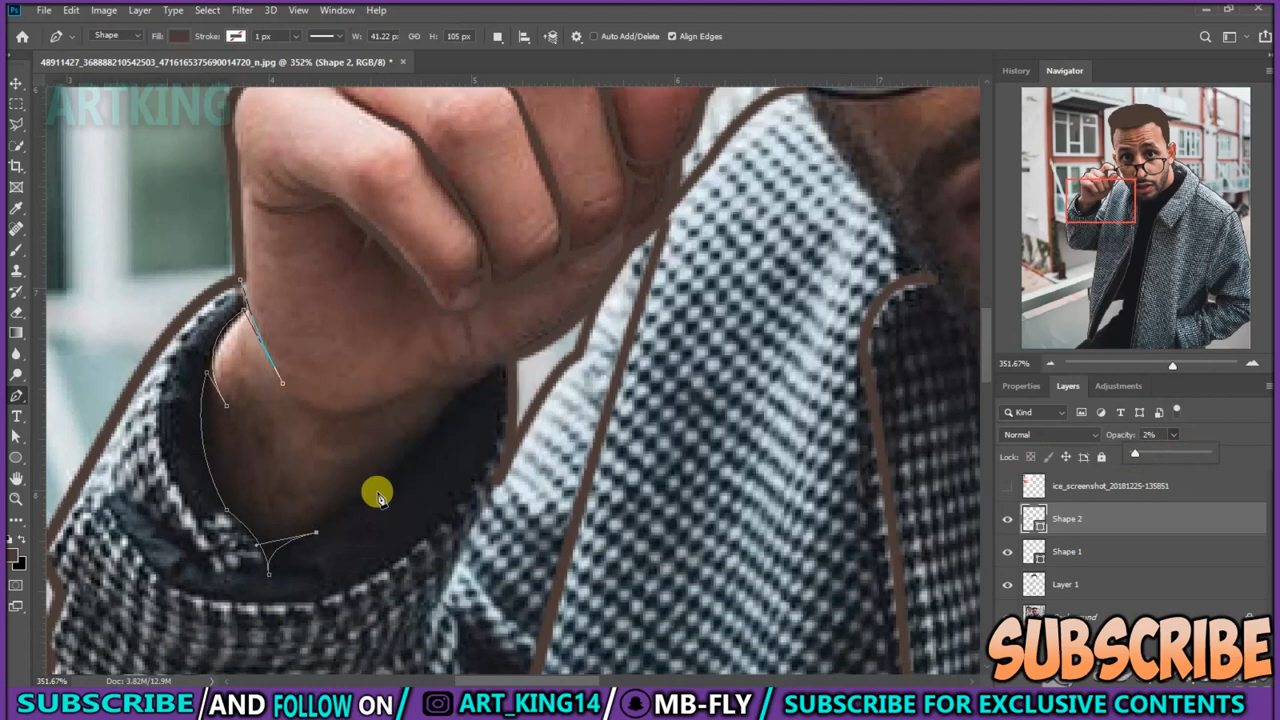 File Edit Image Layer Type Select Filter 3D View Window Help
Shape Fill: Stroke: 1 px W: 41.22 p: H: 105 px Auto Add/Delete Align Edges
48911427_368888210542503_4716165375690014720_n.jpg @ 352% (Shape 2, RGB/8) *
ARTKING
History Navigator
351.67%
Properties Layers Adjustments
Kind
Normal Opacity: 2%
Lock:
ice_screenshot_20181225-135851
Shape 2
Shape 1
Layer 1
SUBSCRIBE
351.67% Doc: 3.82M/12.9M
SUBSCRIBE/AND FOLLOW ON / ART_KING14 / MB-FLY / SUBSCRIBE FOR EXCLUSIVE CONTENTS